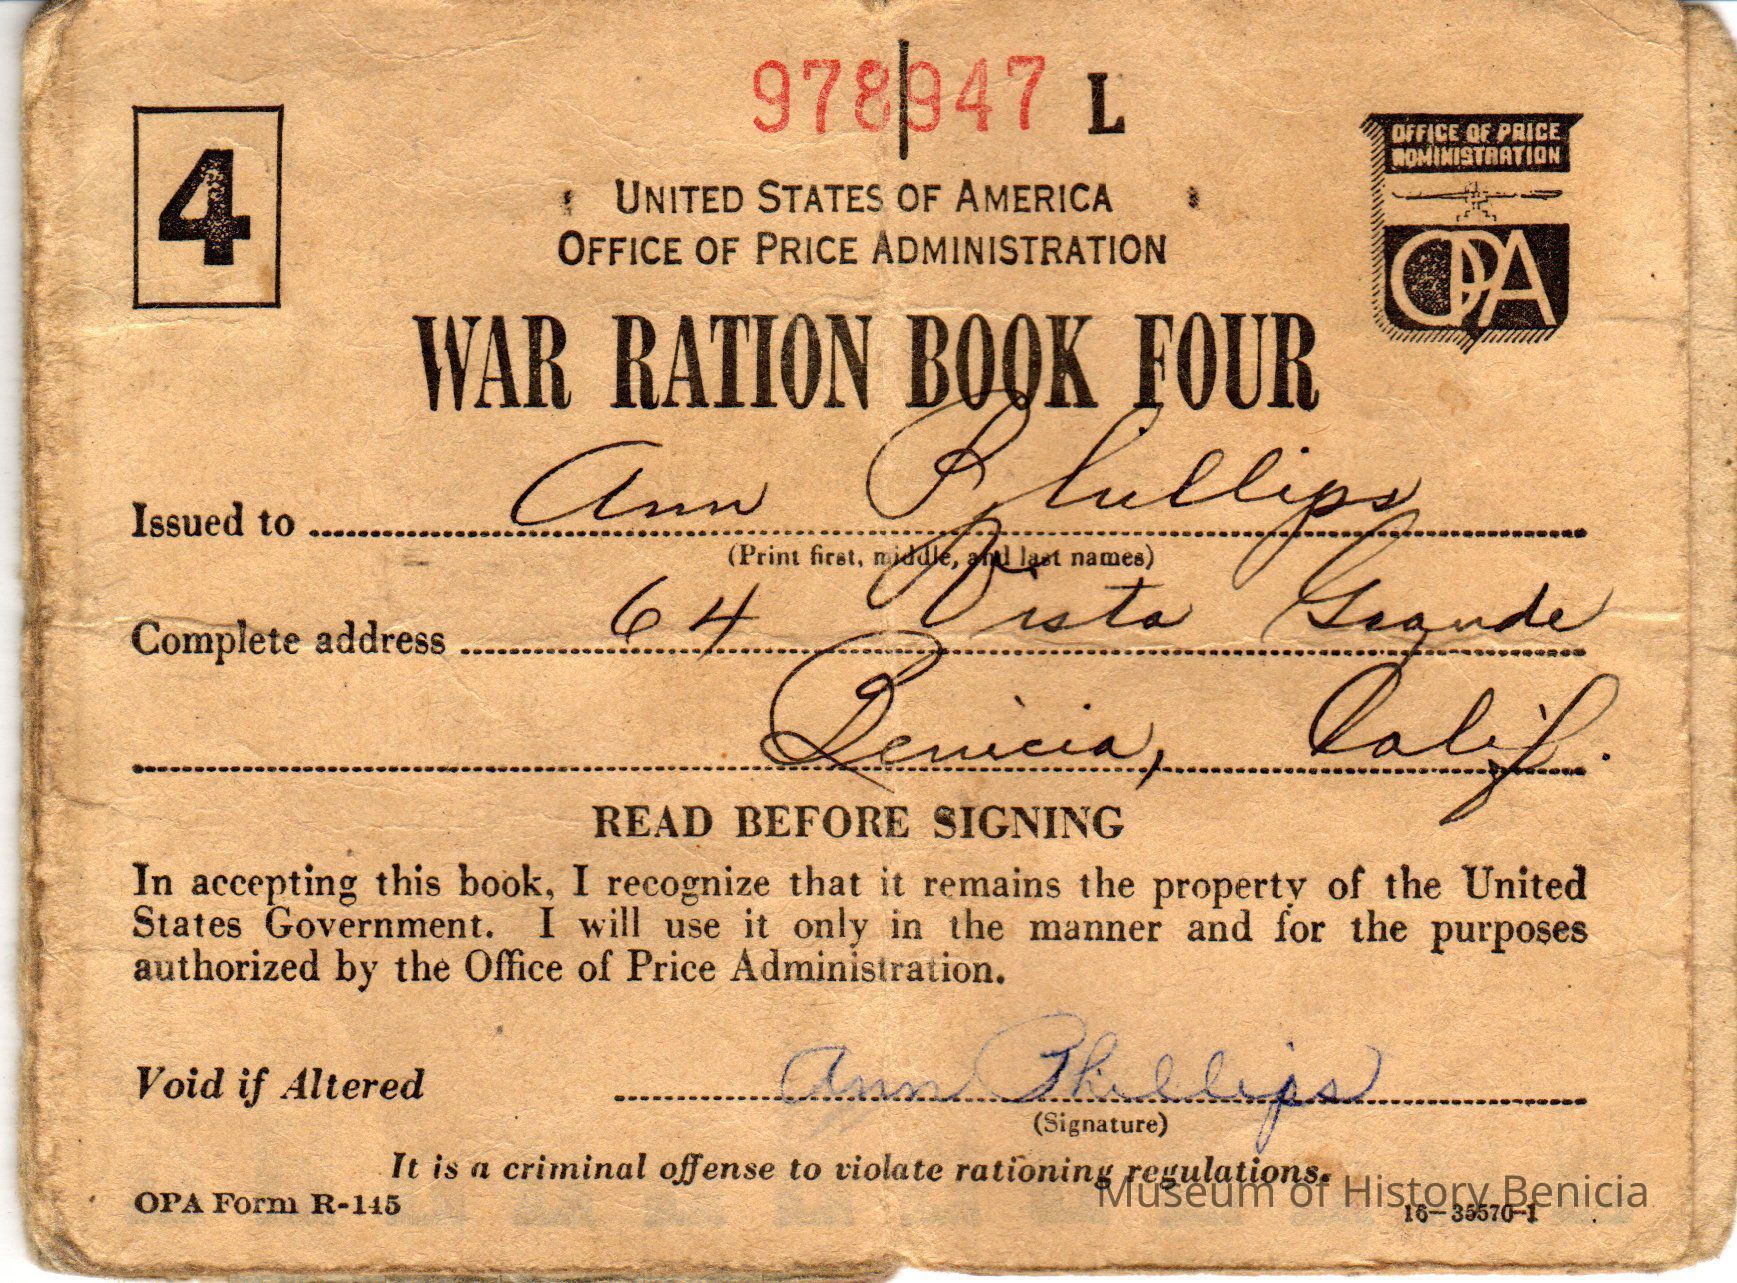 978947 L
4
OFFICE OF PRICE
ADMINISTRATION
OPA
UNITED STATES OF AMERICA
OFFICE OF PRICE ADMINISTRATION
WAR RATION BOOK FOUR
Issued to Ann Phillips
(Print first, middle, and last names)
Complete address 64 Vista Grande
Benicia, Calif.
READ BEFORE SIGNING
In accepting this book, I recognize that it remains the property of the United
States Government. I will use it only in the manner and for the purposes
authorized by the Office of Price Administration.
Void if Altered Ann Phillips
(Signature)
It is a criminal offense to violate rationing regulations.
OPA Form R-145
16-35570-1
Museum of History Benicia